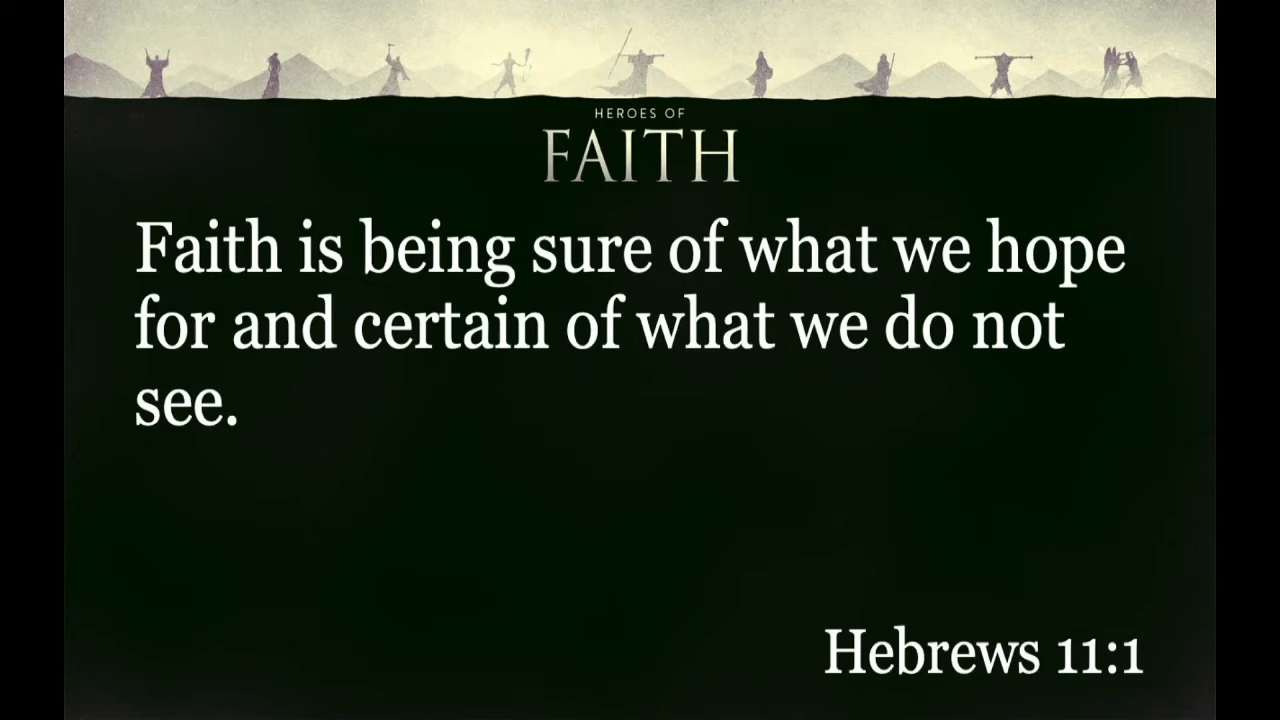 HEROES OF
FAITH
Faith is being sure of what we hope
for and certain of what we do not
see.
Hebrews 11:1